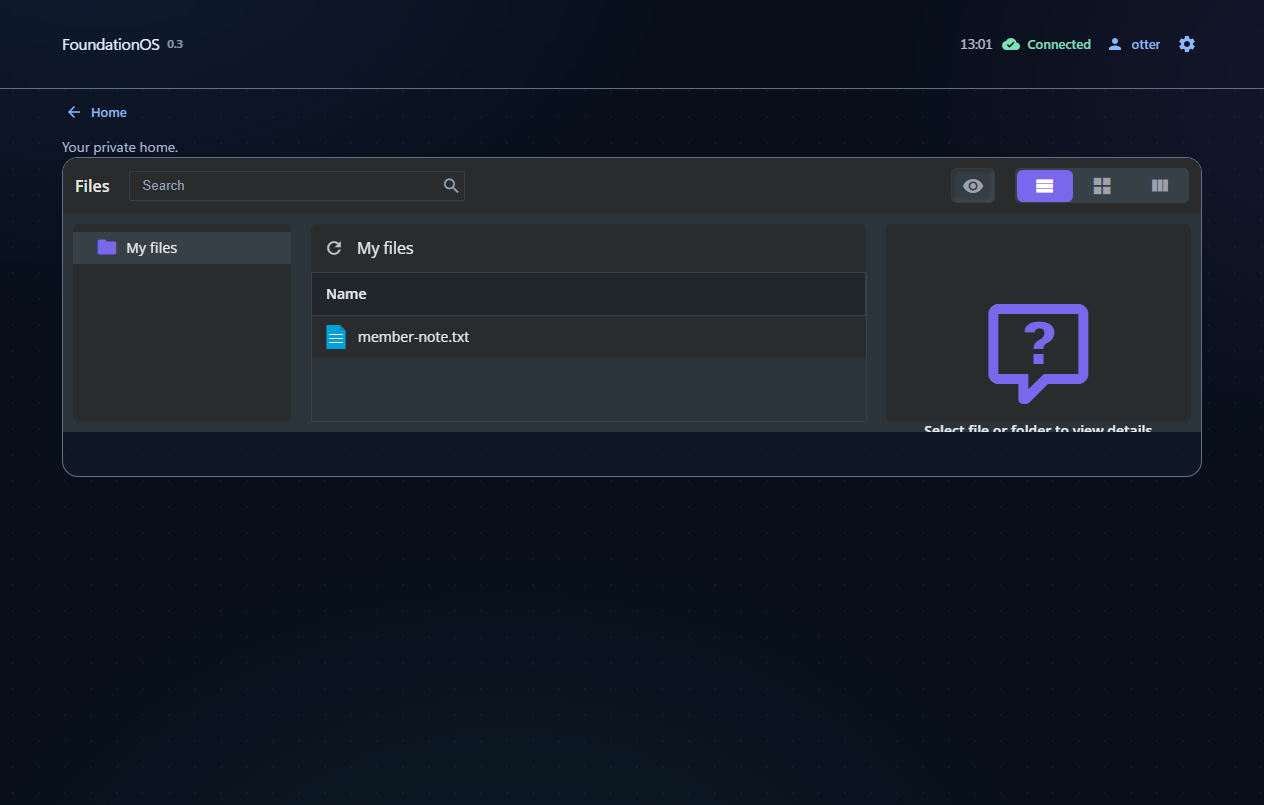 FoundationOS 0.3
13:01 Connected otter
Home
Your private home.
Files
Search
My files
My files
Name
member-note.txt
?
Select file or folder to view details